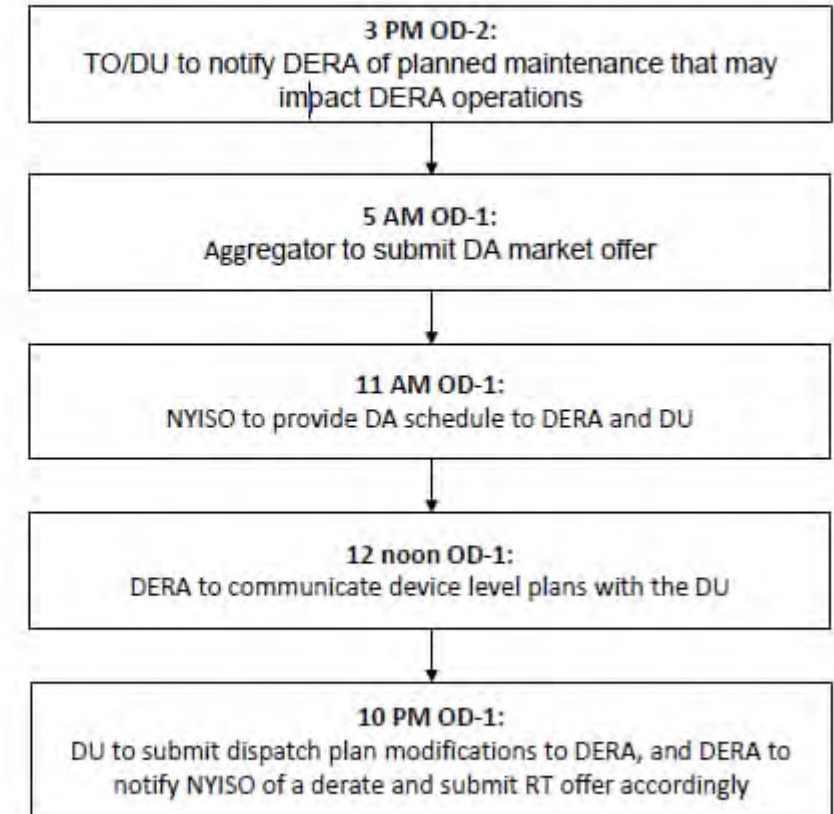 3 PM OD-2:
TO/DU to notify DERA of planned maintenance that may
impact DERA operations
5 AM OD-1:
Aggregator to submit DA market offer
11 AM OD-1:
NYISO to provide DA schedule to DERA and DU
12 noon OD-1:
DERA to communicate device level plans with the DU
10 PM OD-1:
DU to submit dispatch plan modifications to DERA, and DERA to
notify NYISO of a derate and submit RT offer accordingly